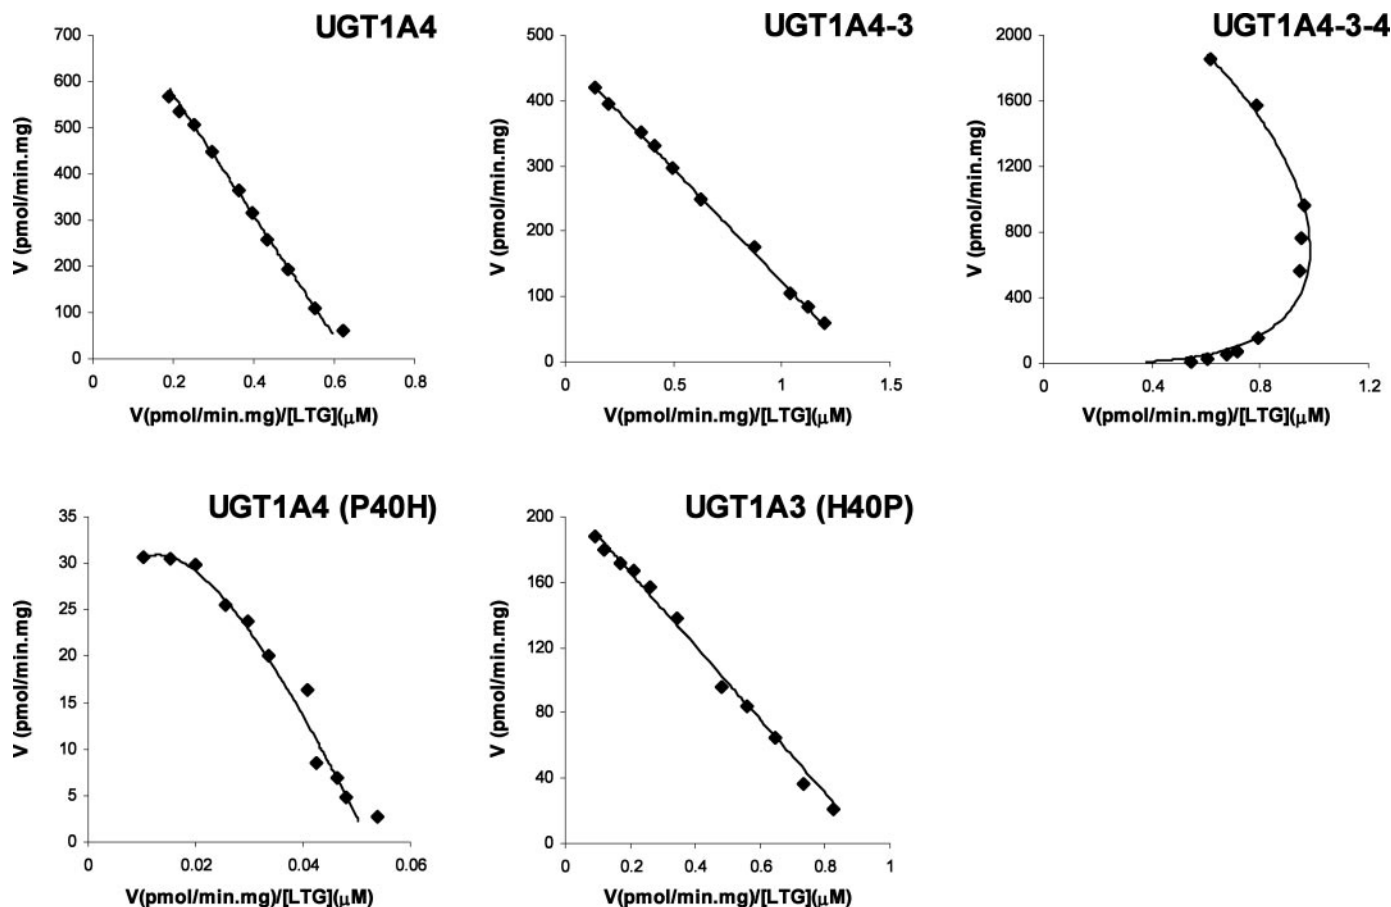 UGT1A4
700
600
500
400
300
200
100
0
V (pmol/min.mg)
0 0.2 0.4 0.6 0.8
V(pmol/min.mg)/[LTG](μM)
UGT1A4-3
500
400
300
200
100
0
V (pmol/min.mg)
0 0.5 1 1.5
V(pmol/min.mg)/[LTG](μM)
UGT1A4-3-4
2000
1600
1200
800
400
0
V (pmol/min.mg)
0 0.4 0.8 1.2
V(pmol/min.mg)/[LTG](μM)
UGT1A4 (P40H)
35
30
25
20
15
10
5
0
V (pmol/min.mg)
0 0.02 0.04 0.06
V(pmol/min.mg)/[LTG](μM)
UGT1A3 (H40P)
200
160
120
80
40
0
V (pmol/min.mg)
0 0.2 0.4 0.6 0.8 1
V(pmol/min.mg)/[LTG](μM)